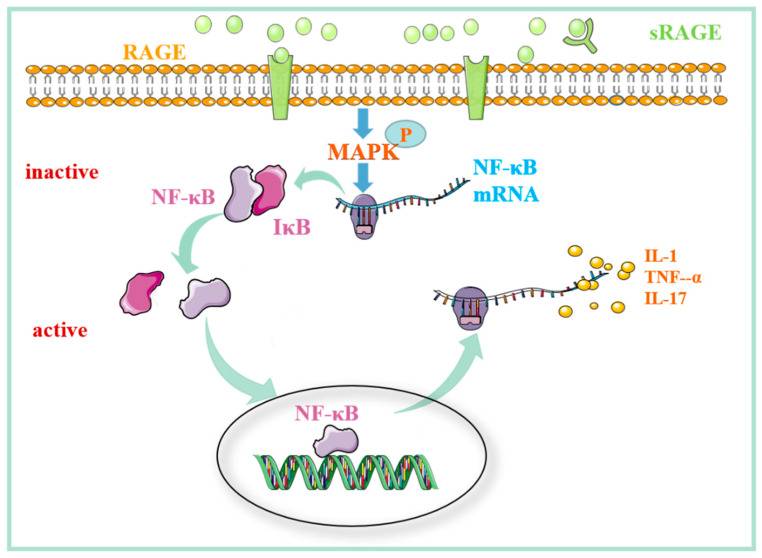 sRAGE
RAGE
P
MAPK
inactive
NF-κB
mRNA
NF-κB
IκB
IL-1
TNF--α
IL-17
active
NF-κB